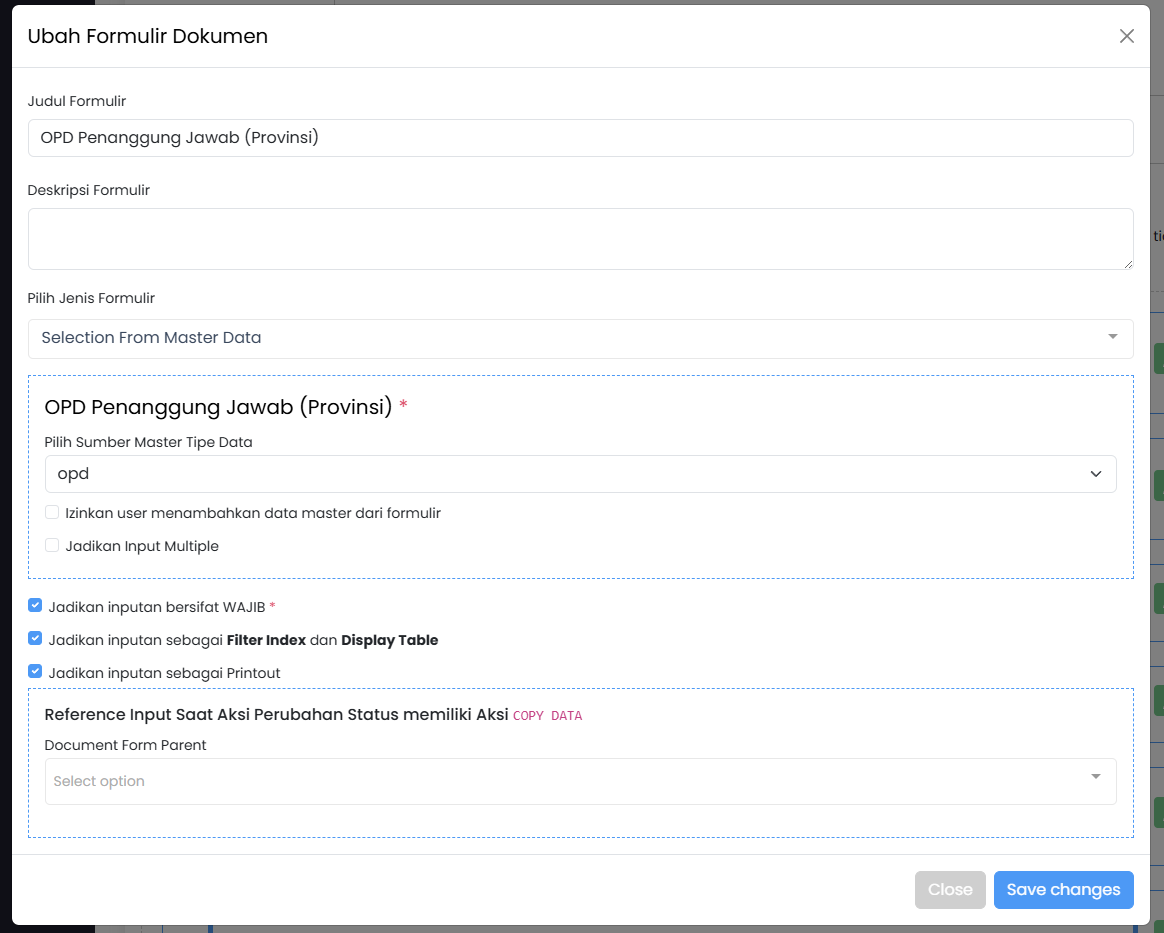 Ubah Formulir Dokumen
Judul Formulir
OPD Penanggung Jawab (Provinsi)
Deskripsi Formulir
Pilih Jenis Formulir
Selection From Master Data
OPD Penanggung Jawab (Provinsi) *
Pilih Sumber Master Tipe Data
opd
Izinkan user menambahkan data master dari formulir
Jadikan Input Multiple
Jadikan inputan bersifat WAJIB *
Jadikan inputan sebagai Filter Index dan Display Table
Jadikan inputan sebagai Printout
Reference Input Saat Aksi Perubahan Status memiliki Aksi COPY DATA
Document Form Parent
Select option
Close Save changes